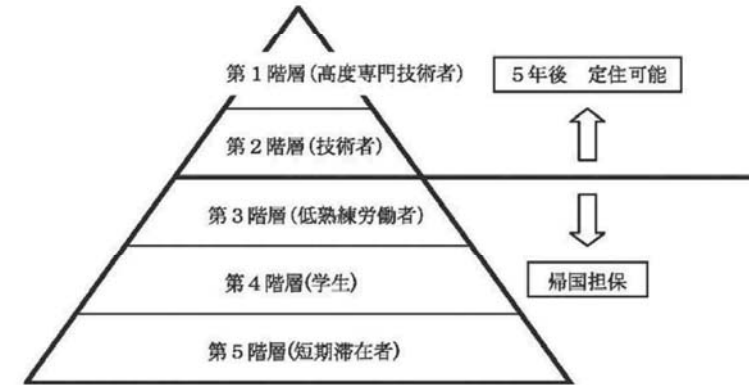 第1階層(高度専門技術者)
5年後 定住可能
第2階層(技術者)
第3階層(低熟練労働者)
第4階層(学生)
帰国担保
第5階層(短期滞在者)